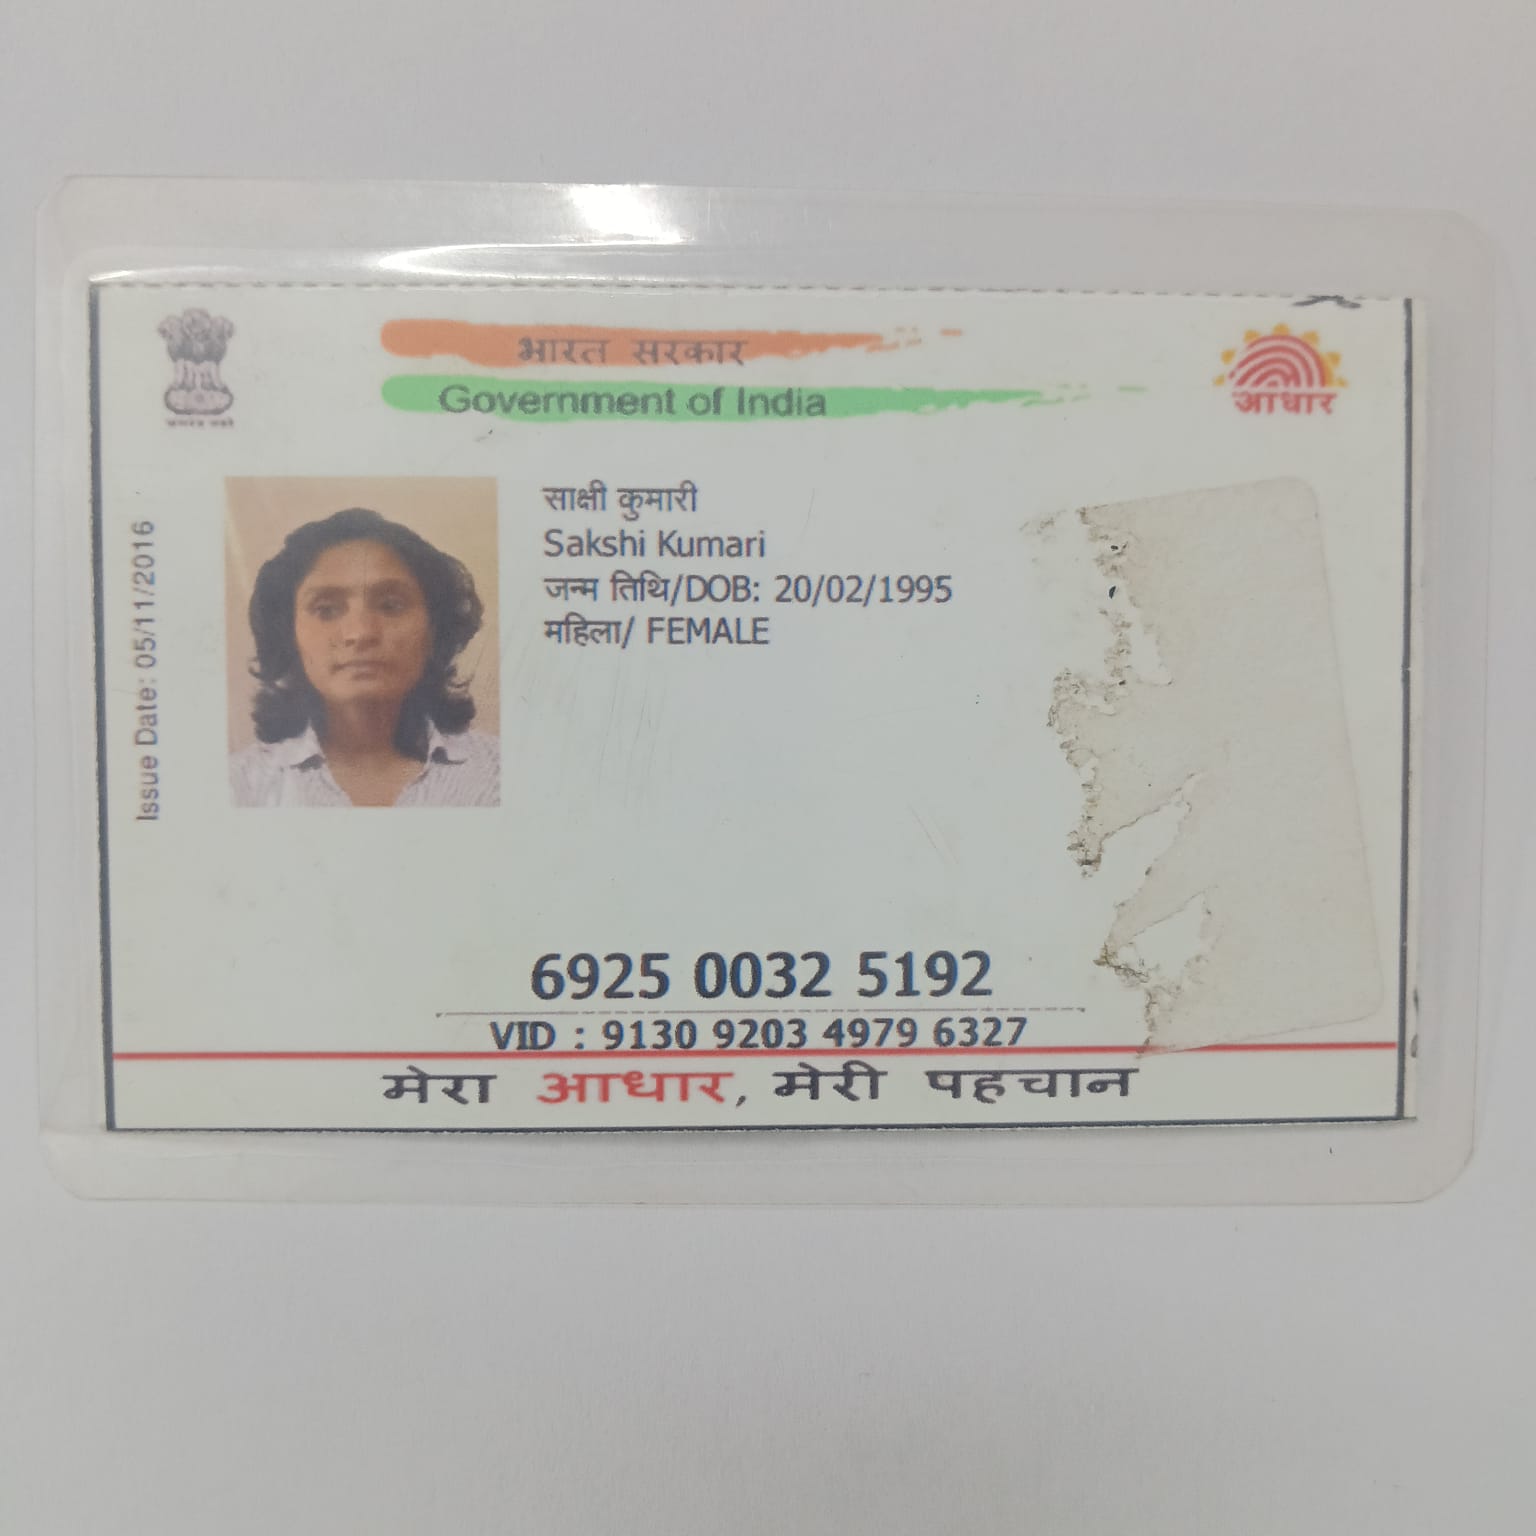 भारत सरकार
Government of India
आधार
Issue Date: 05/11/2016
साक्षी कुमारी
Sakshi Kumari
जन्म तिथि/DOB: 20/02/1995
महिला/ FEMALE
6925 0032 5192
VID : 9130 9203 4979 6327
मेरा आधार, मेरी पहचान